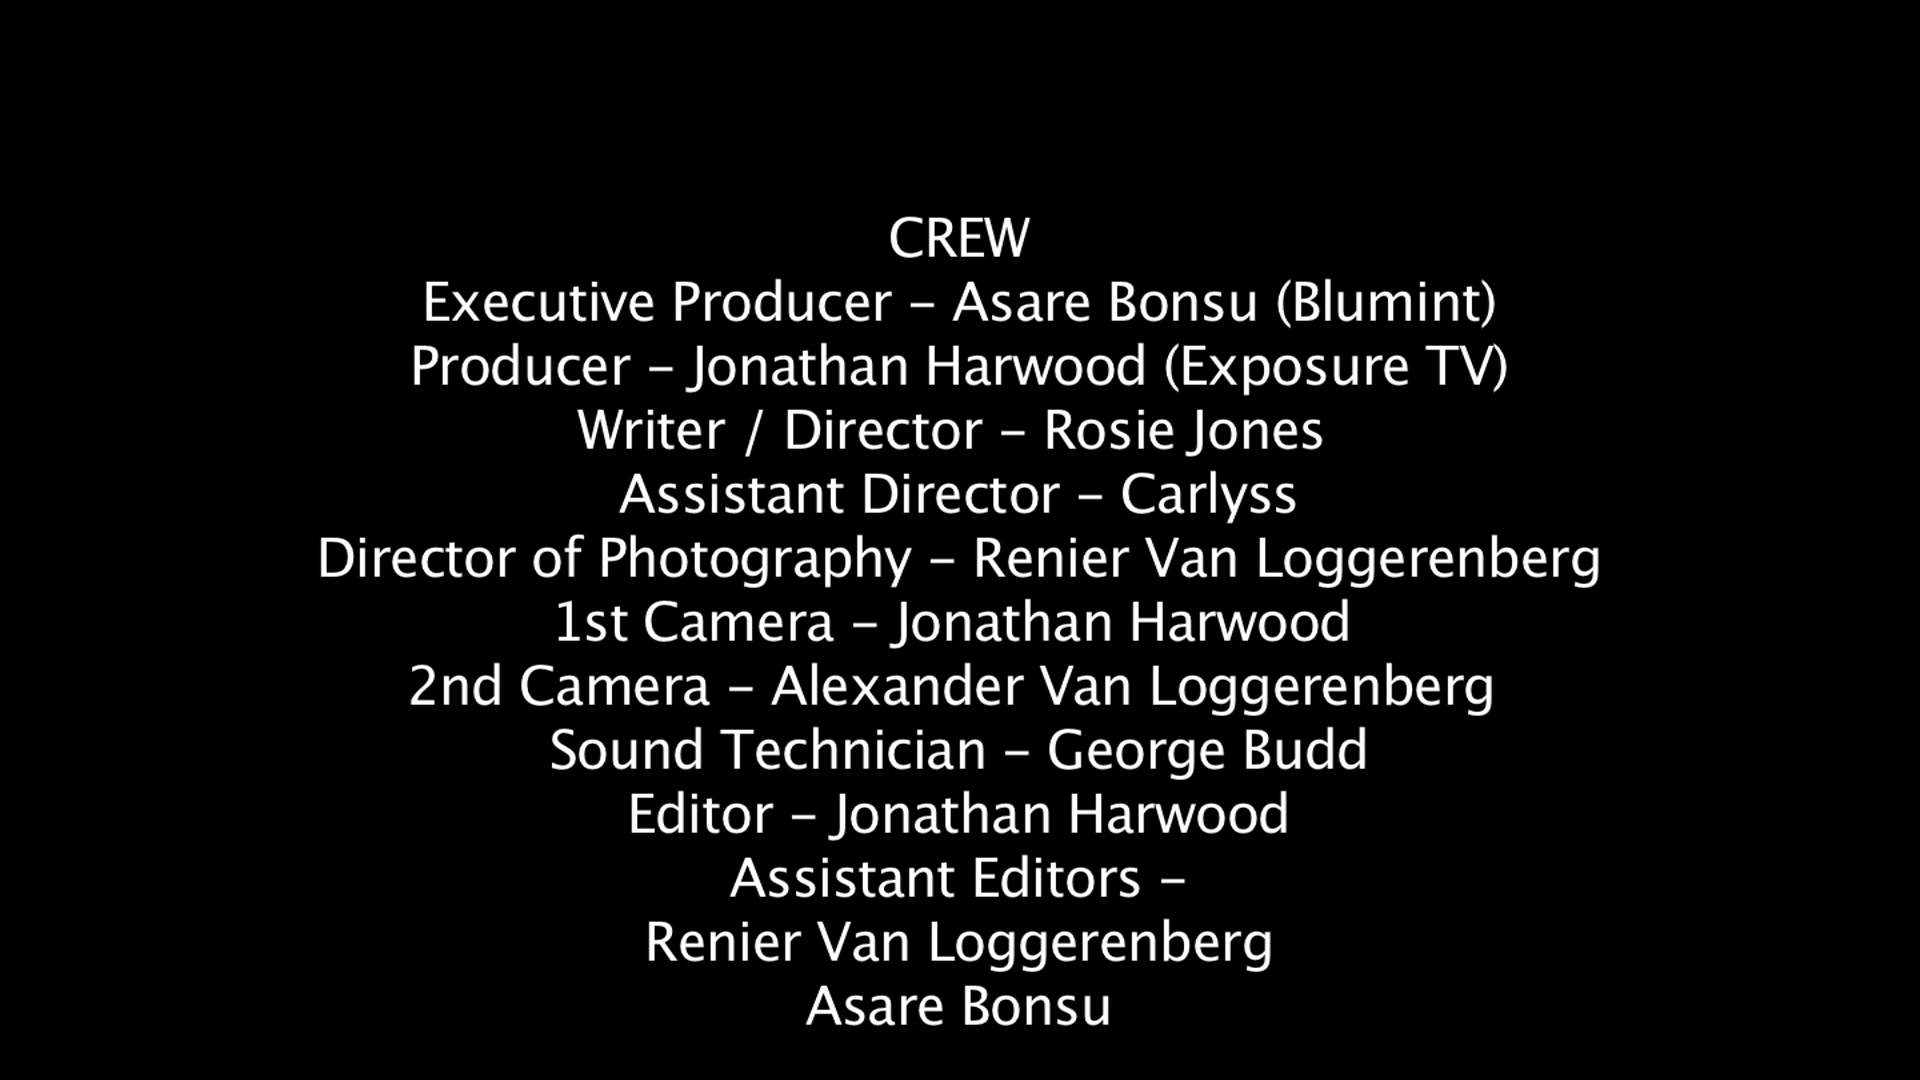 CREW
Executive Producer – Asare Bonsu (Blumint)
Producer – Jonathan Harwood (Exposure TV)
Writer / Director – Rosie Jones
Assistant Director – Carlyss
Director of Photography – Renier Van Loggerenberg
1st Camera – Jonathan Harwood
2nd Camera – Alexander Van Loggerenberg
Sound Technician – George Budd
Editor – Jonathan Harwood
Assistant Editors –
Renier Van Loggerenberg
Asare Bonsu